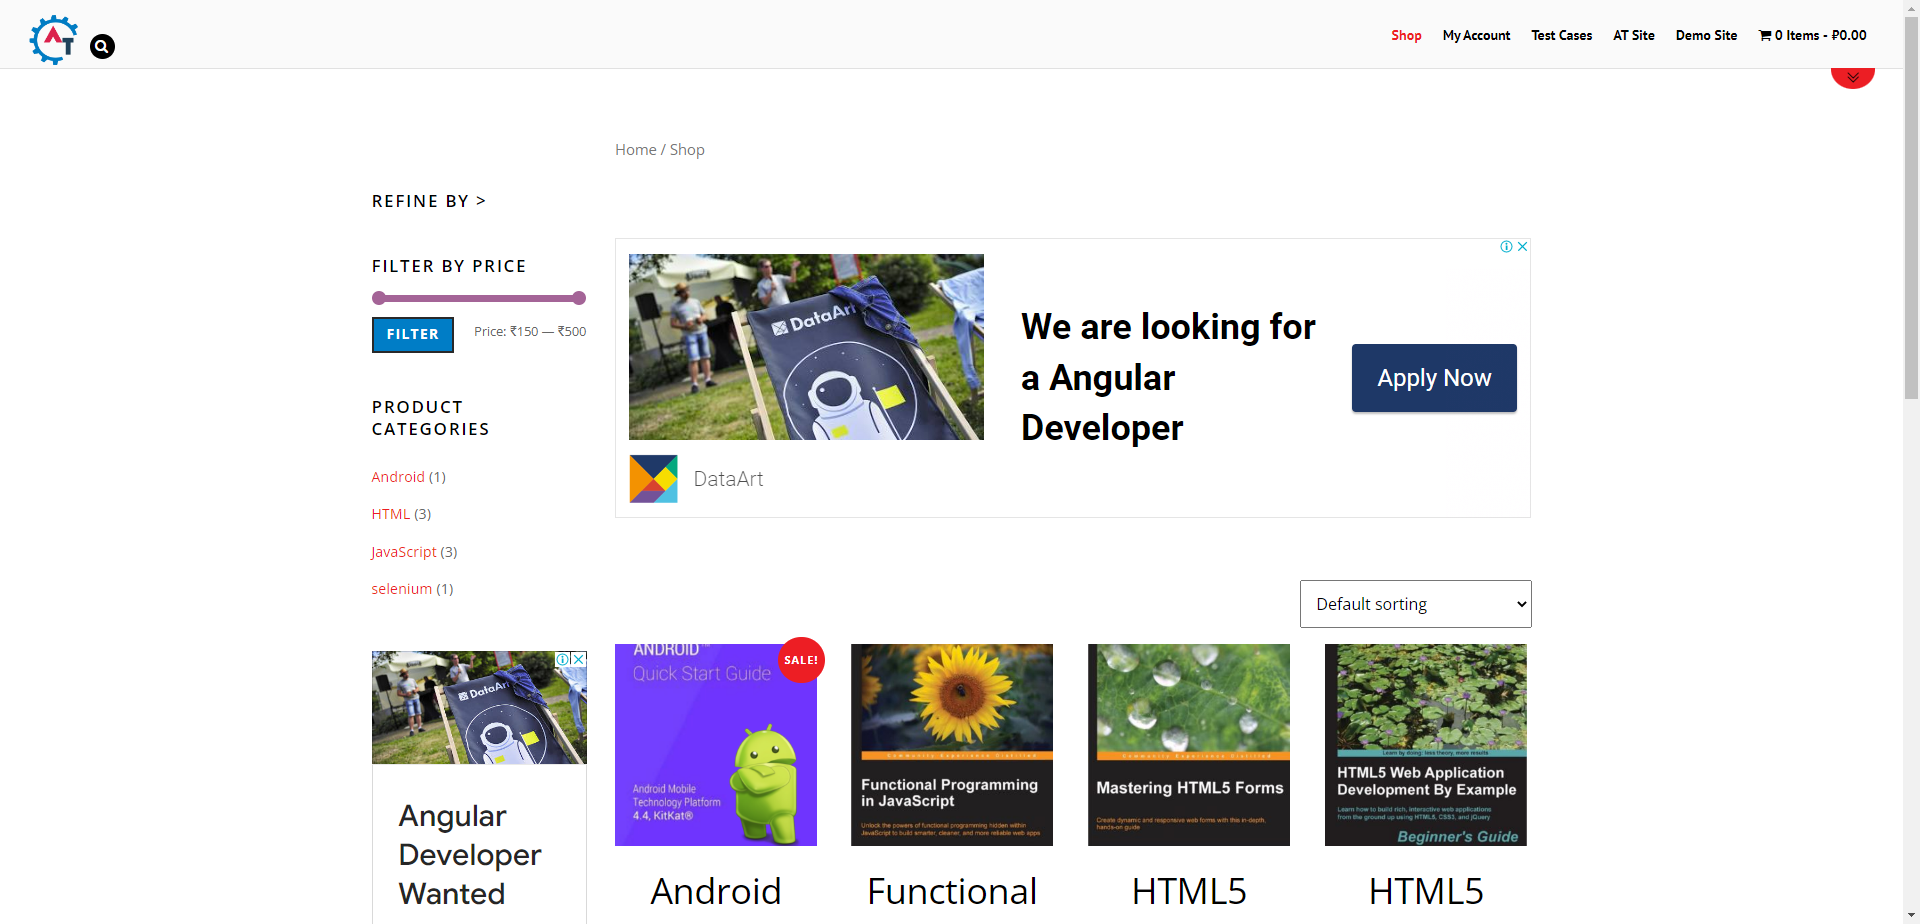 AT
Shop
My Account
Test Cases
AT Site
Demo Site
0 Items - ₽0.00
Home / Shop
REFINE BY >
FILTER BY PRICE
FILTER
Price: ₹150 — ₹500
PRODUCT
CATEGORIES
Android (1)
HTML (3)
JavaScript (3)
selenium (1)
DataArt
We are looking for
a Angular
Developer
Apply Now
DataArt
Default sorting
DataArt
Angular
Developer
Wanted
ANDROID
Quick Start Guide
SALE!
Android Mobile
Technology Platform
4.4, KitKat®
Android
Community Experience Distilled
Functional Programming
in JavaScript
Unlock the powers of functional programming hidden within
JavaScript to build smarter, cleaner, and more reliable web apps
Functional
Community Experience Distilled
Mastering HTML5 Forms
Create dynamic and responsive web forms with this in-depth,
hands-on guide
HTML5
Learn by doing: less theory, more results
HTML5 Web Application
Development By Example
Learn how to build rich, interactive web applications
from the ground up using HTML5, CSS3, and jQuery
Beginner's Guide
HTML5